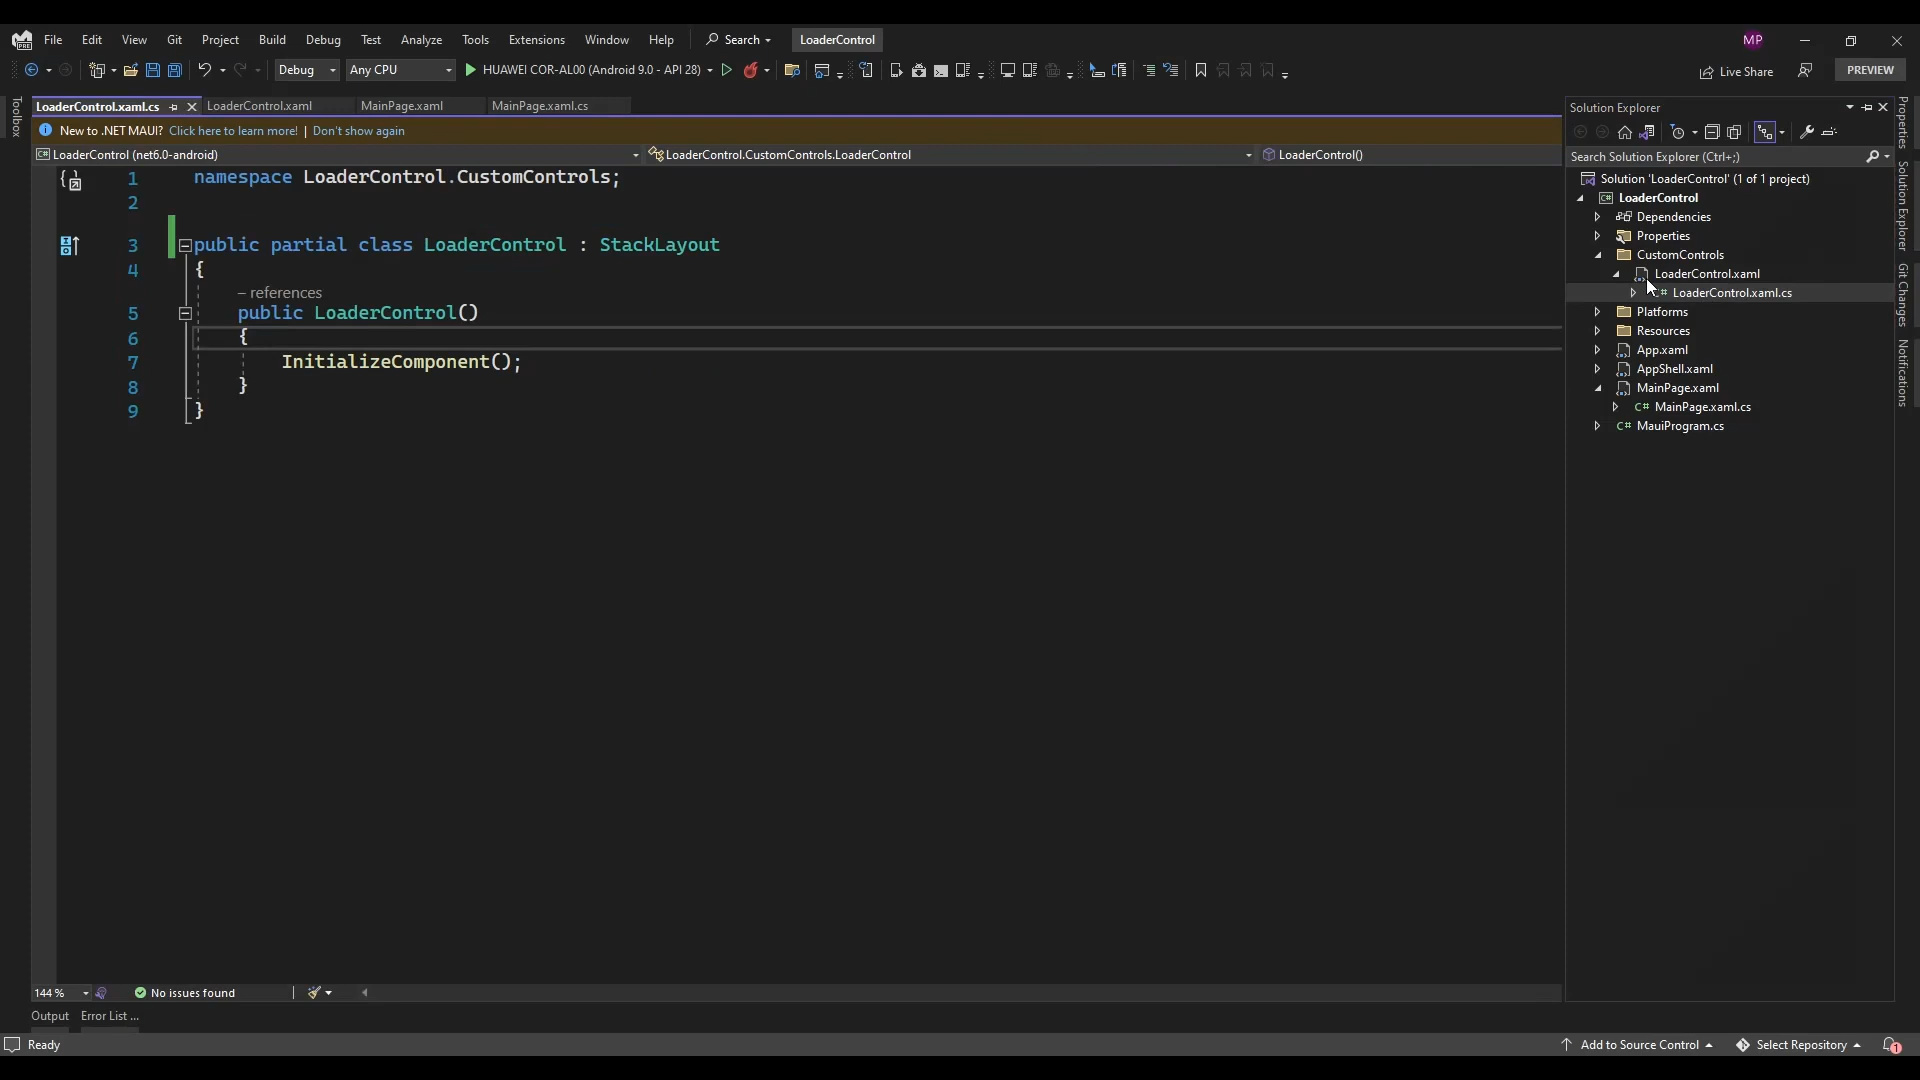 File Edit View Git Project Build Debug Test Analyze Tools Extensions Window Help Search LoaderControl MP
Debug Any CPU HUAWEI COR-AL00 (Android 9.0 - API 28) Live Share PREVIEW
LoaderControl.xaml.cs LoaderControl.xaml MainPage.xaml MainPage.xaml.cs
New to .NET MAUI? Click here to learn more! | Don't show again
LoaderControl (net6.0-android) LoaderControl.CustomControls.LoaderControl LoaderControl()
1 namespace LoaderControl.CustomControls;
2
3 public partial class LoaderControl : StackLayout
4 {
– references
5 public LoaderControl()
6 {
7 InitializeComponent();
8 }
9 }
144 % No issues found
Output Error List ...
Ready Add to Source Control Select Repository 1
Toolbox
Solution Explorer
Search Solution Explorer (Ctrl+;)
Solution 'LoaderControl' (1 of 1 project)
LoaderControl
Dependencies
Properties
CustomControls
LoaderControl.xaml
LoaderControl.xaml.cs
Platforms
Resources
App.xaml
AppShell.xaml
MainPage.xaml
C# MainPage.xaml.cs
C# MauiProgram.cs
Properties
Solution Explorer
Git Changes
Notifications